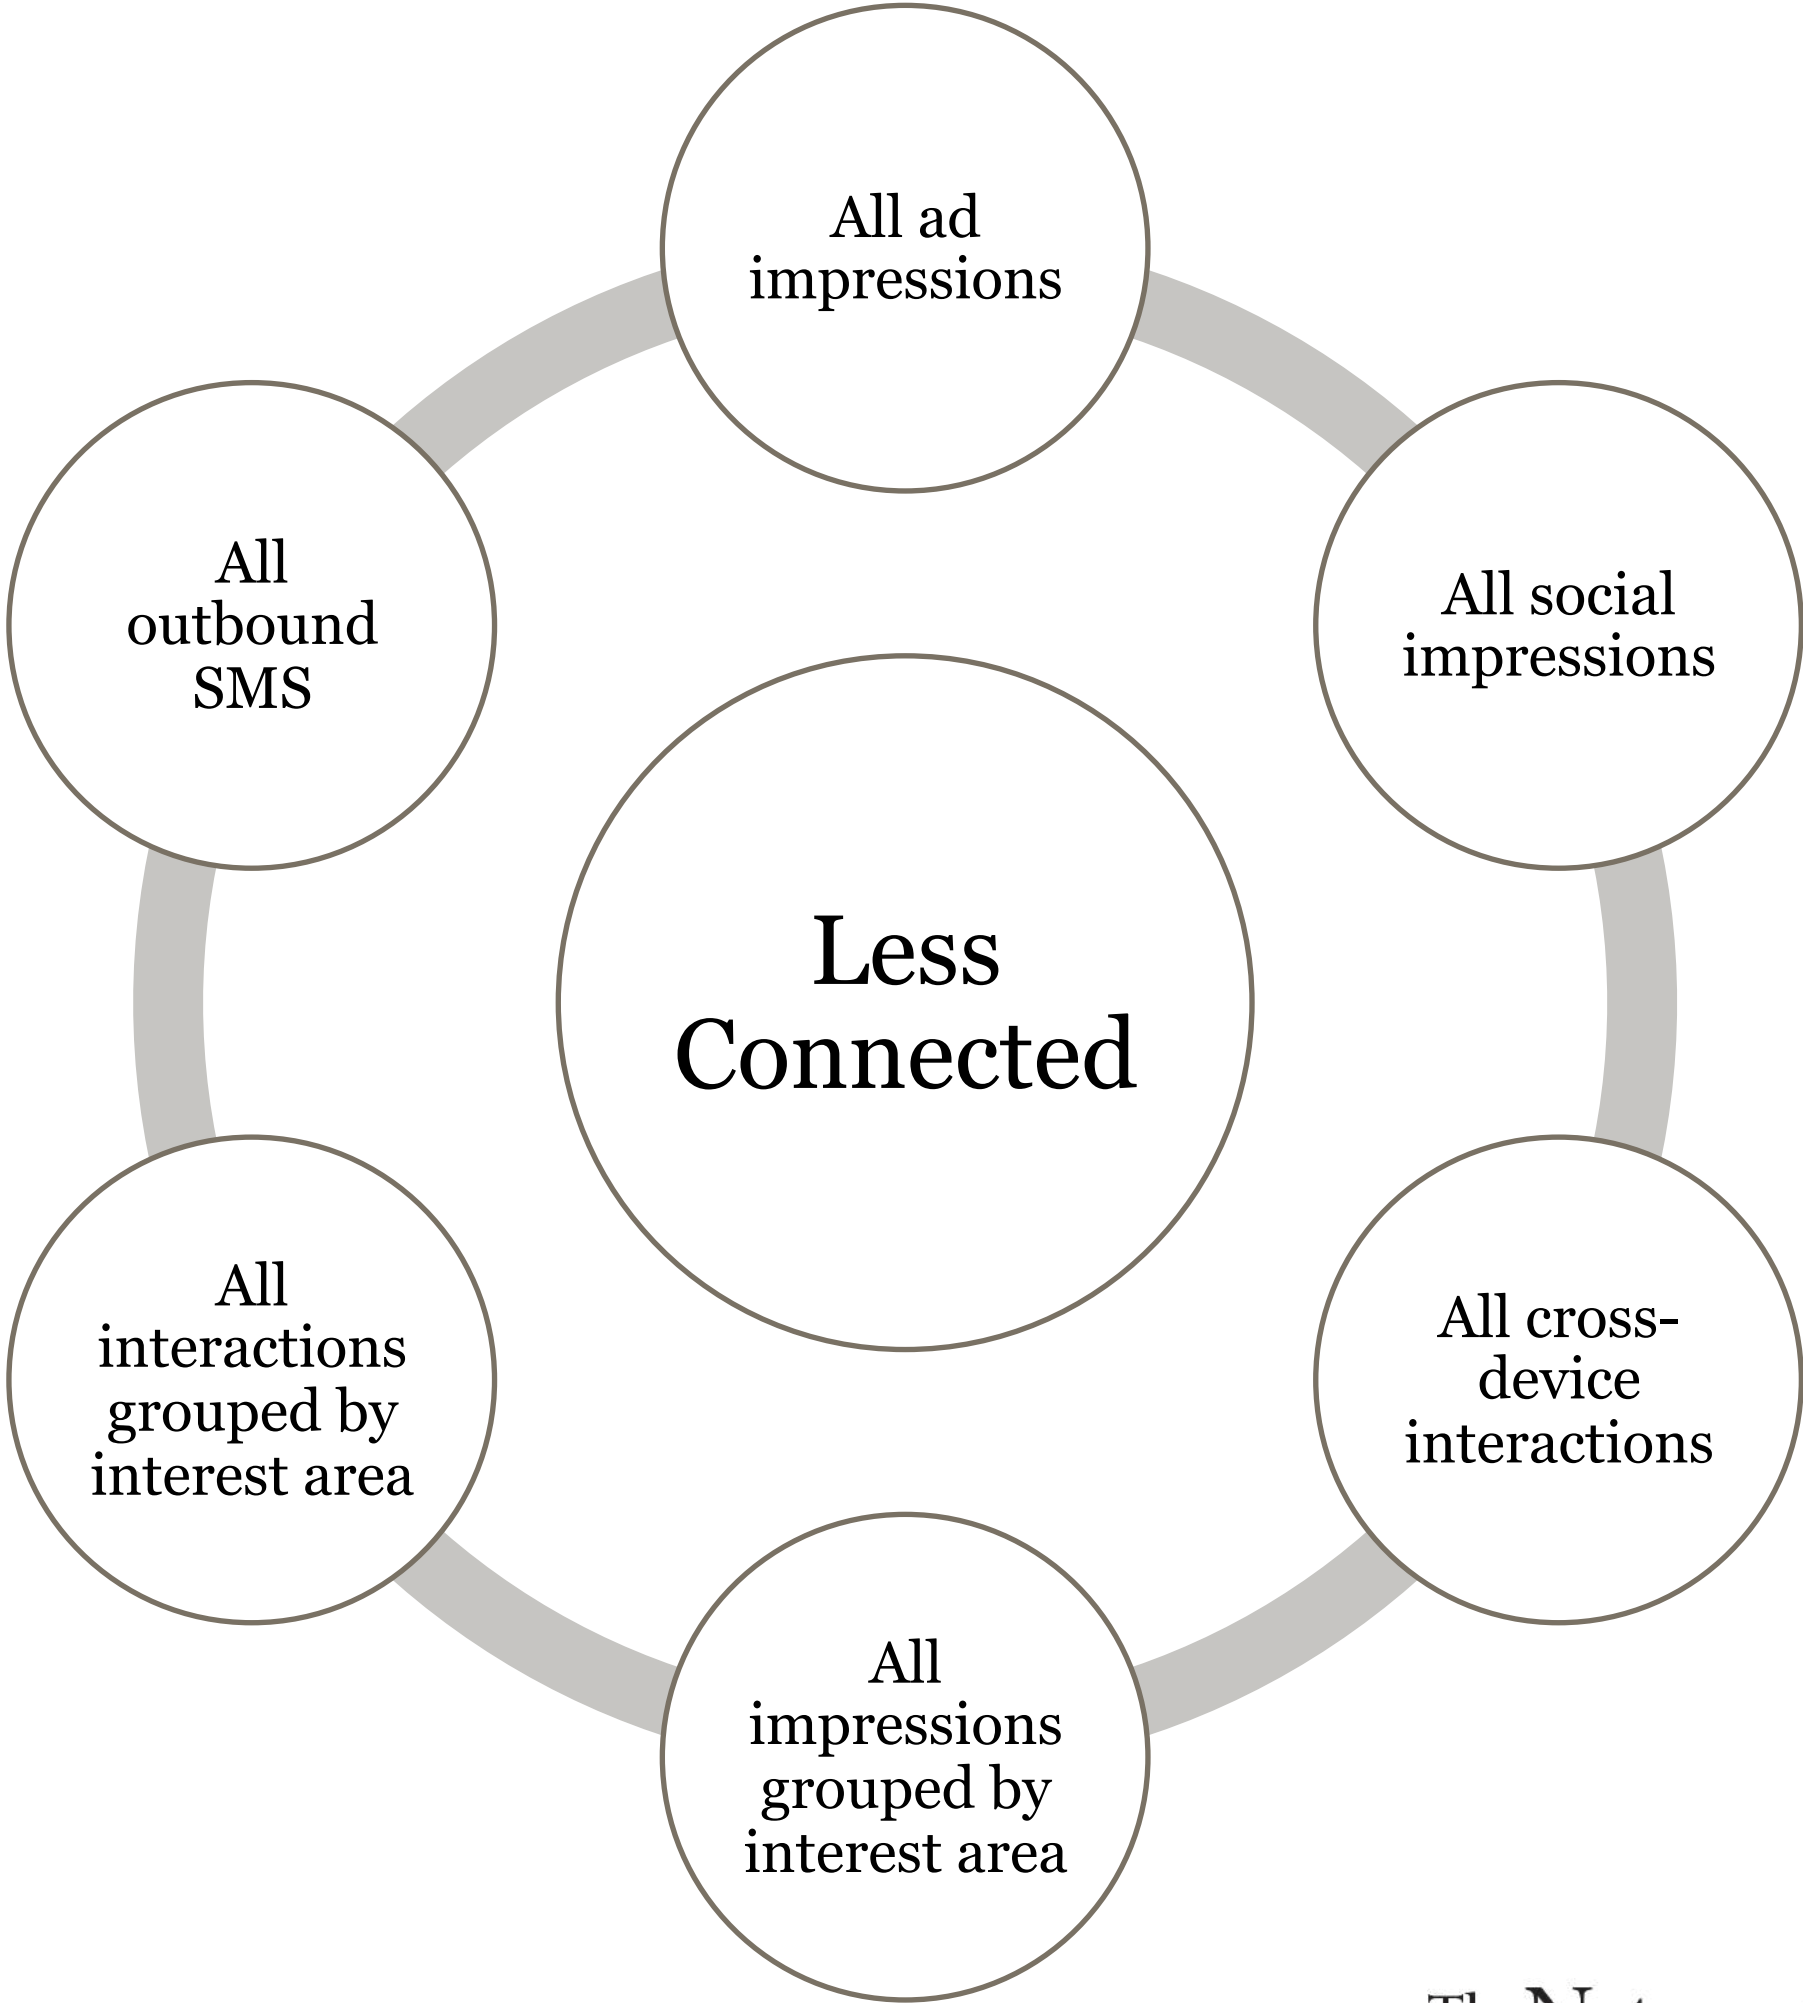 All ad
impressions
All social
impressions
All cross-
device
interactions
All
impressions
grouped by
interest area
All
interactions
grouped by
interest area
All
outbound
SMS
Less
Connected